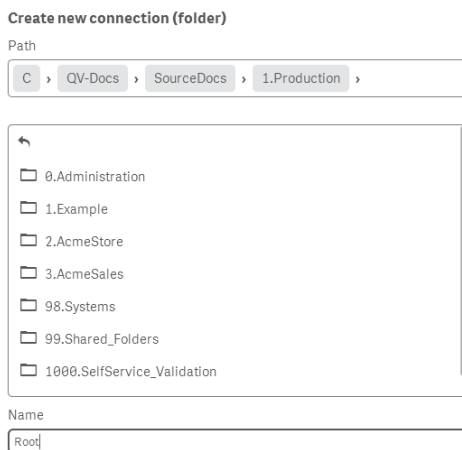 Create new connection (folder)
Path
C › QV-Docs › SourceDocs › 1.Production ›
0.Administration
1.Example
2.AcmeStore
3.AcmeSales
98.Systems
99.Shared_Folders
1000.SelfService_Validation
Name
Root